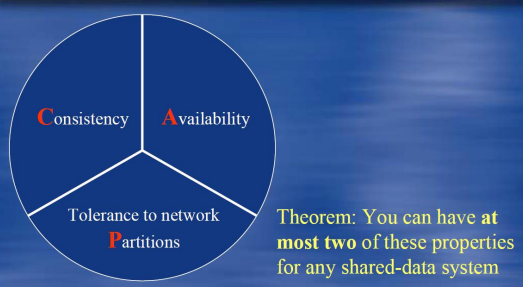 Consistency
Availability
Tolerance to network
Partitions
Theorem: You can have at
most two of these properties
for any shared-data system